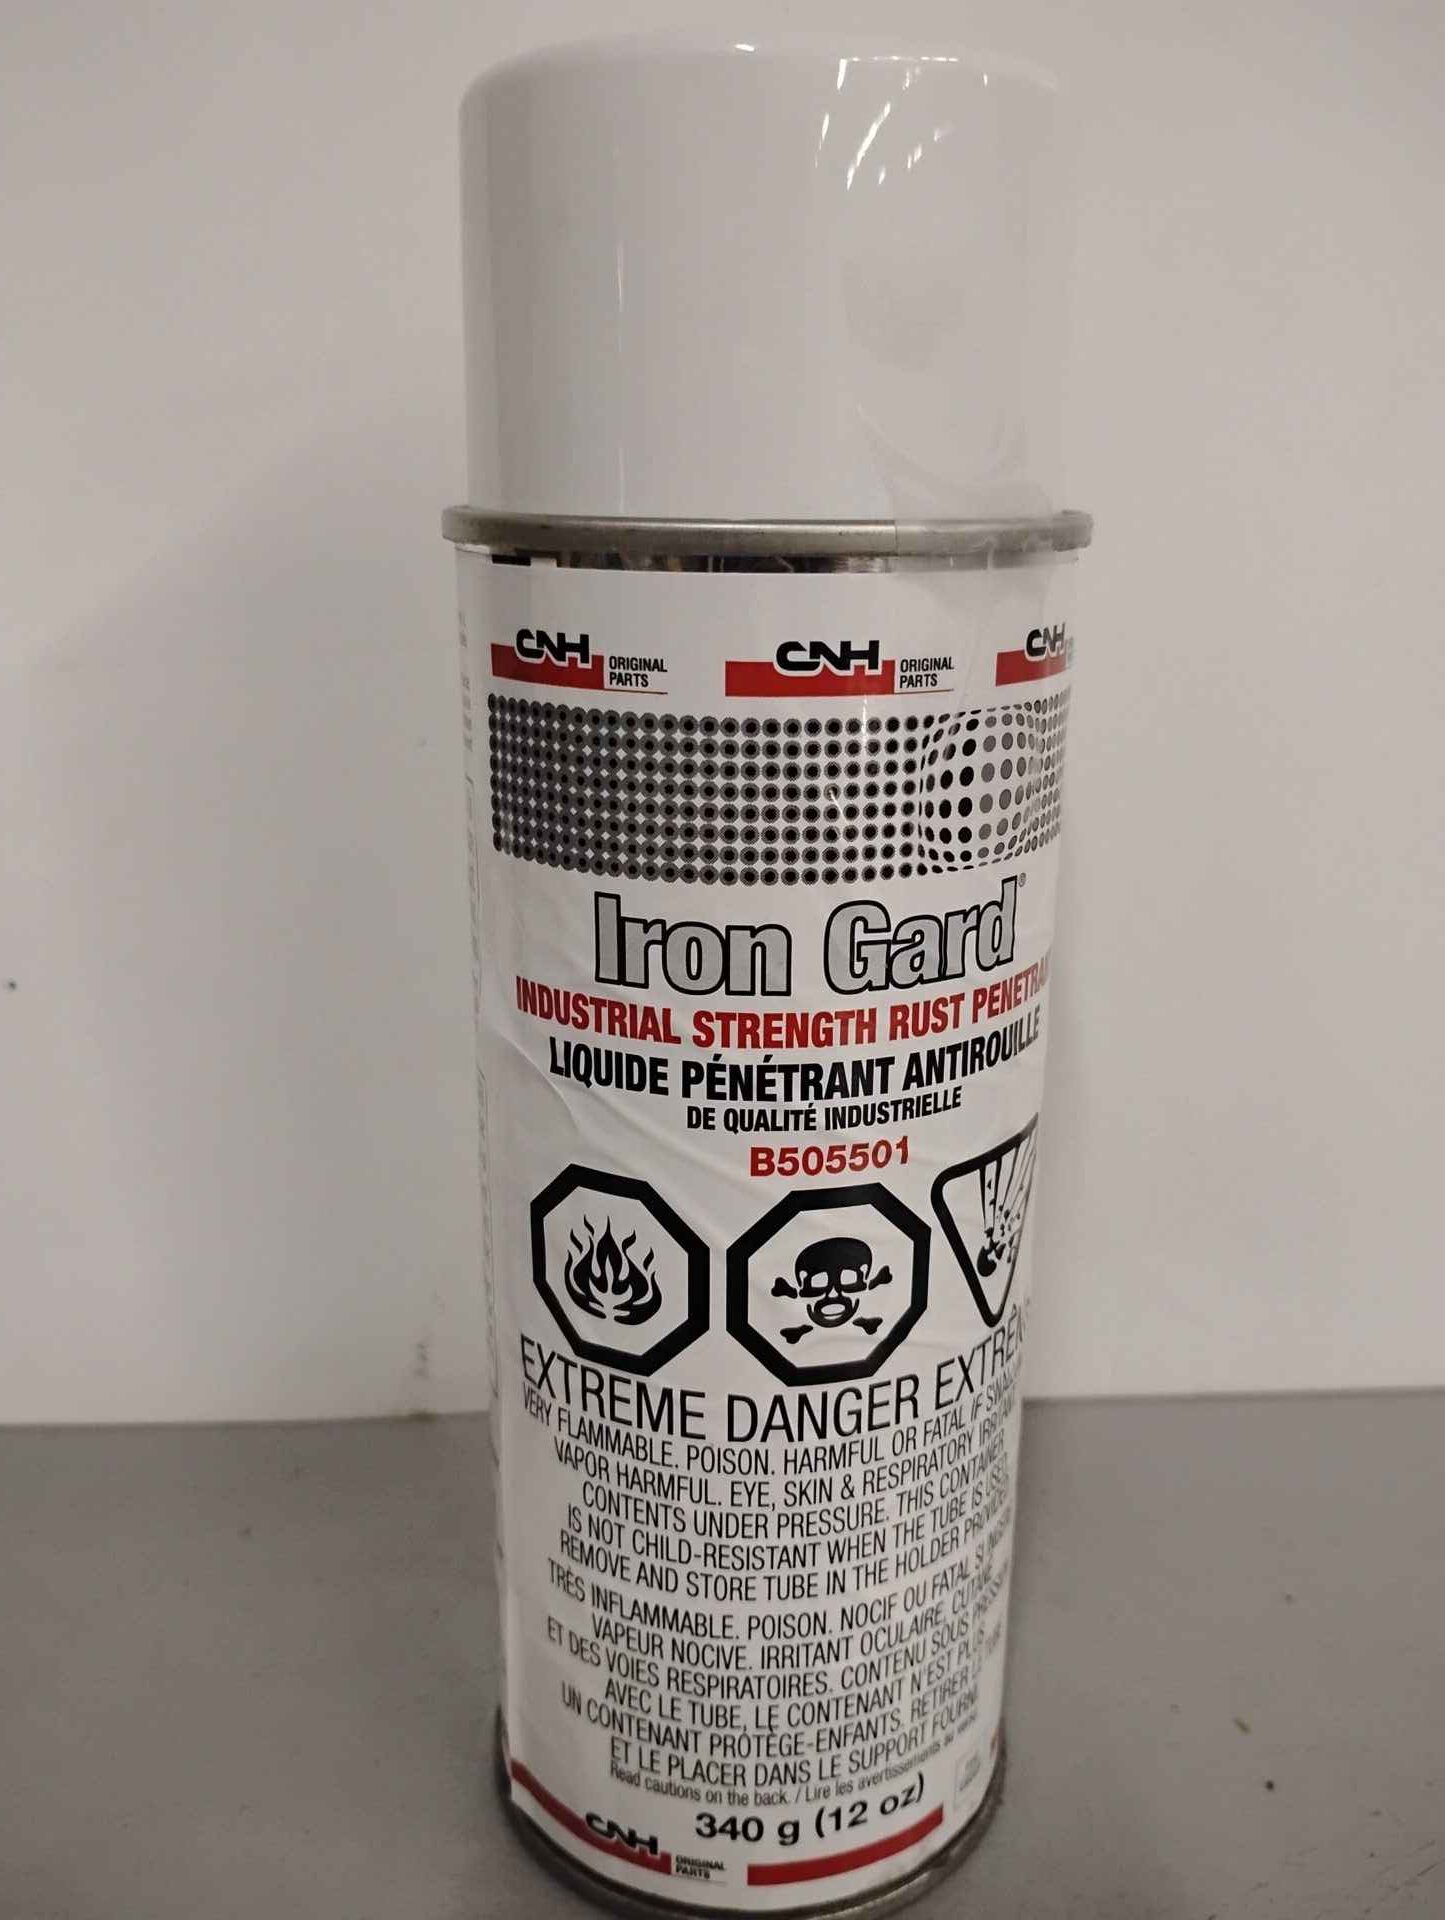 CNH ORIGINAL PARTS
CNH ORIGINAL PARTS
CNH
Iron Gard®
INDUSTRIAL STRENGTH RUST
LIQUIDE PÉNÉTRANT ANTIROUILLE
DE QUALITÉ INDUSTRIELLE
B505501
EXTREME DANGER
VERY FLAMMABLE. POISON. HARMFUL OR FATAL IF
VAPOR HARMFUL. EYE, SKIN & RESPIRATORY
CONTENTS UNDER PRESSURE. THIS CONTAINER
IS NOT CHILD-RESISTANT WHEN THE TUBE IS USED.
REMOVE AND STORE TUBE IN THE HOLDER
TRÈS INFLAMMABLE. POISON. NOCIF OU FATAL
VAPEUR NOCIVE. IRRITANT OCULAIRE,
ET DES VOIES RESPIRATOIRES. CONTENU SOUS
AVEC LE TUBE, LE CONTENANT N'EST PLUS
UN CONTENANT PROTÈGE-ENFANTS. RETIRER
ET LE PLACER DANS LE SUPPORT FOURNI.
Read cautions on the back. / Lire les avertissements au
340 g (12 oz)
CNH ORIGINAL PARTS